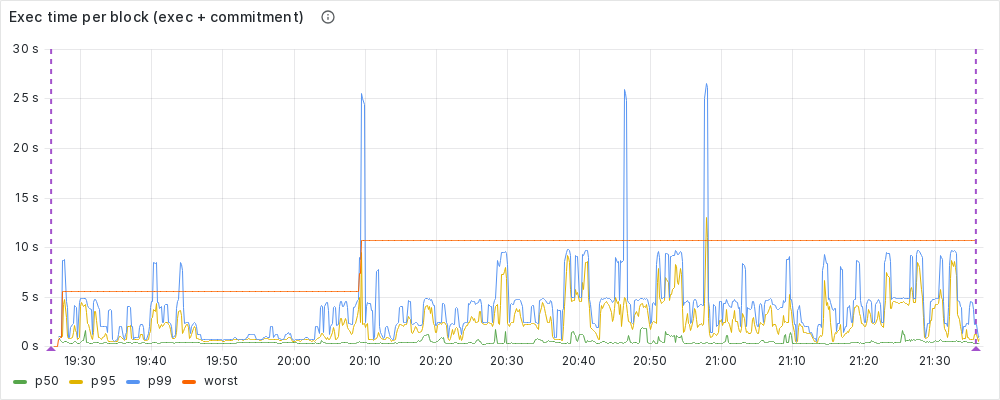 Exec time per block (exec + commitment)
30 s
25 s
20 s
15 s
10 s
5 s
0 s
19:30 19:40 19:50 20:00 20:10 20:20 20:30 20:40 20:50 21:00 21:10 21:20 21:30
p50 p95 p99 worst